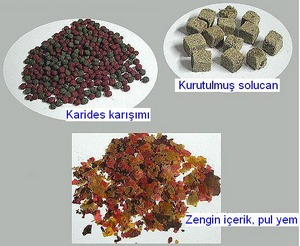 Kurutulmuş solucan
Karides karışımı
Zengin içerik, pul yem